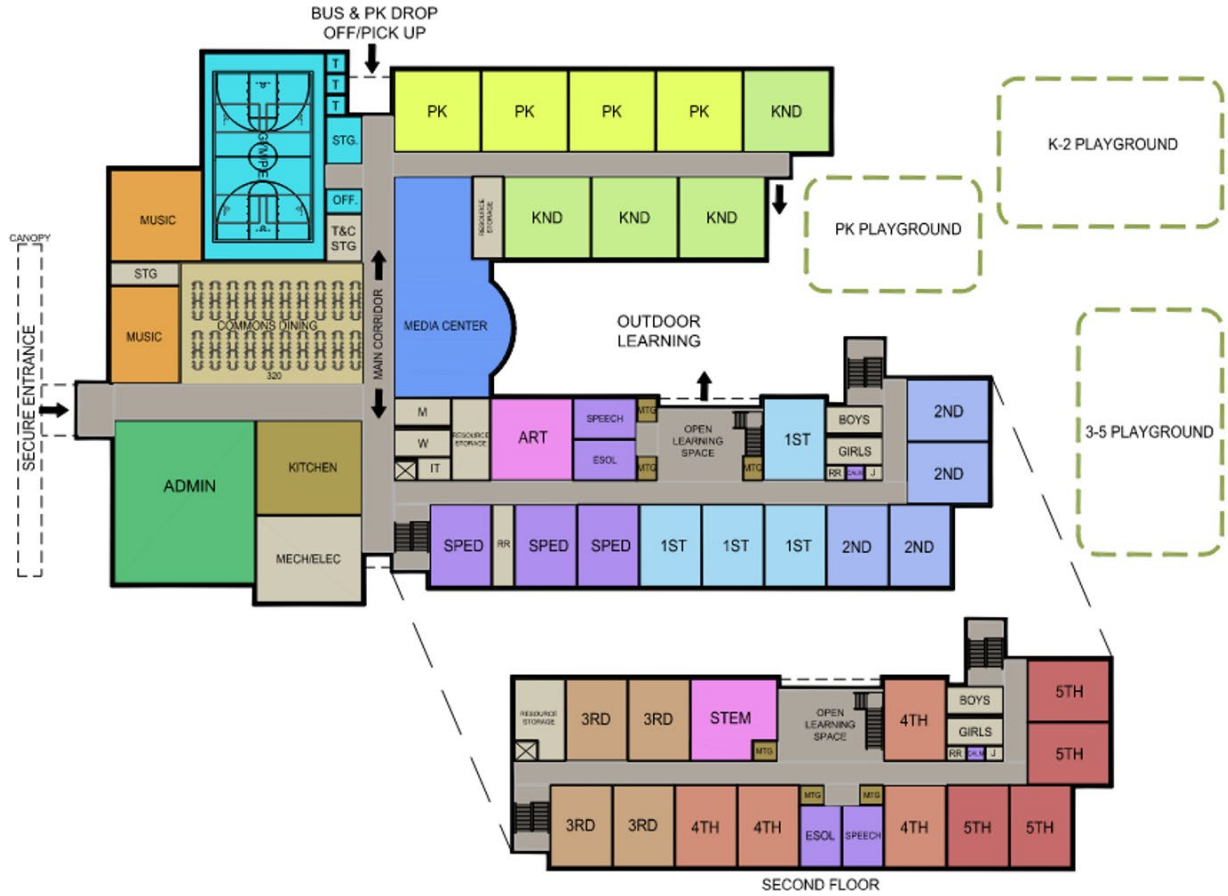 BUS & PK DROP
OFF/PICK UP
T
T
T
PK
PK
PK
PK
KND
STG.
GYM/PE
K-2 PLAYGROUND
MUSIC
OFF.
T&C
STG
RESOURCE
STORAGE
KND
KND
KND
PK PLAYGROUND
CANOPY
STG
MAIN CORRIDOR
COMMONS DINING
320
MUSIC
MEDIA CENTER
OUTDOOR
LEARNING
SECURE ENTRANCE
M
W
IT
RESOURCE
STORAGE
ART
SPEECH
ESOL
MTG
MTG
OPEN
LEARNING
SPACE
MTG
1ST
BOYS
GIRLS
RR
CALM
J
2ND
2ND
3-5 PLAYGROUND
ADMIN
KITCHEN
MECH/ELEC
SPED
RR
SPED
SPED
1ST
1ST
1ST
2ND
2ND
RESOURCE
STORAGE
3RD
3RD
STEM
MTG
OPEN
LEARNING
SPACE
4TH
BOYS
GIRLS
RR
CALM
J
5TH
5TH
3RD
3RD
4TH
4TH
MTG
MTG
ESOL
SPEECH
4TH
5TH
5TH
SECOND FLOOR